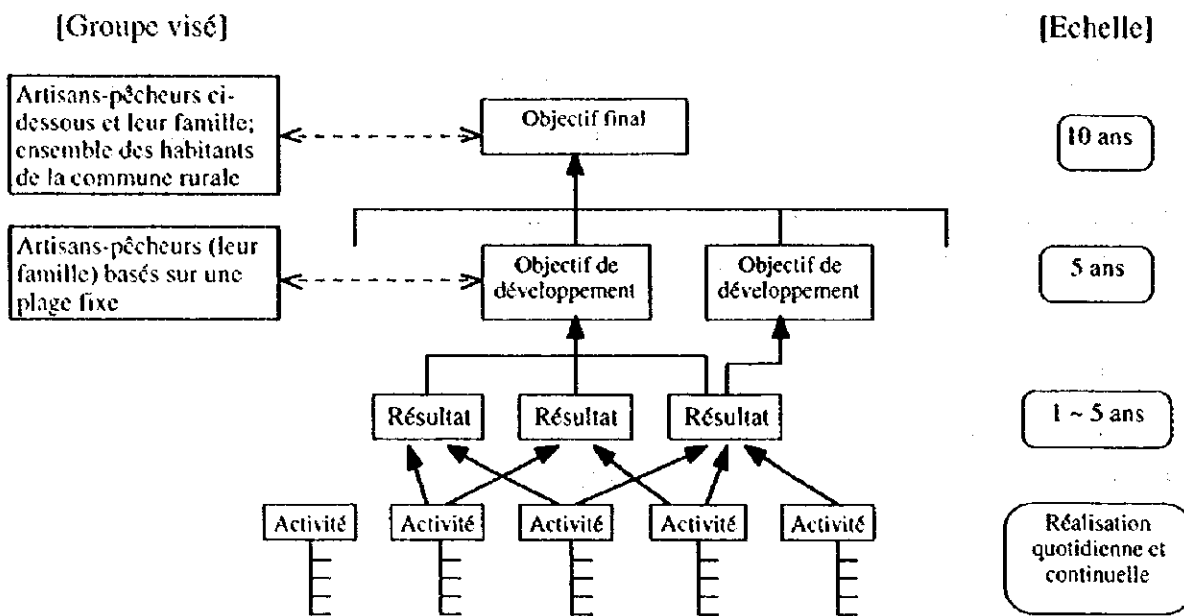 [Groupe visé]
[Echelle]
Artisans-pêcheurs ci-
dessous et leur famille;
ensemble des habitants
de la commune rurale
Objectif final
10 ans
Artisans-pêcheurs (leur
famille) basés sur une
plage fixe
Objectif de
développement
Objectif de
développement
5 ans
Résultat
Résultat
Résultat
1 ~ 5 ans
Activité
Activité
Activité
Activité
Activité
Réalisation
quotidienne et
continuelle